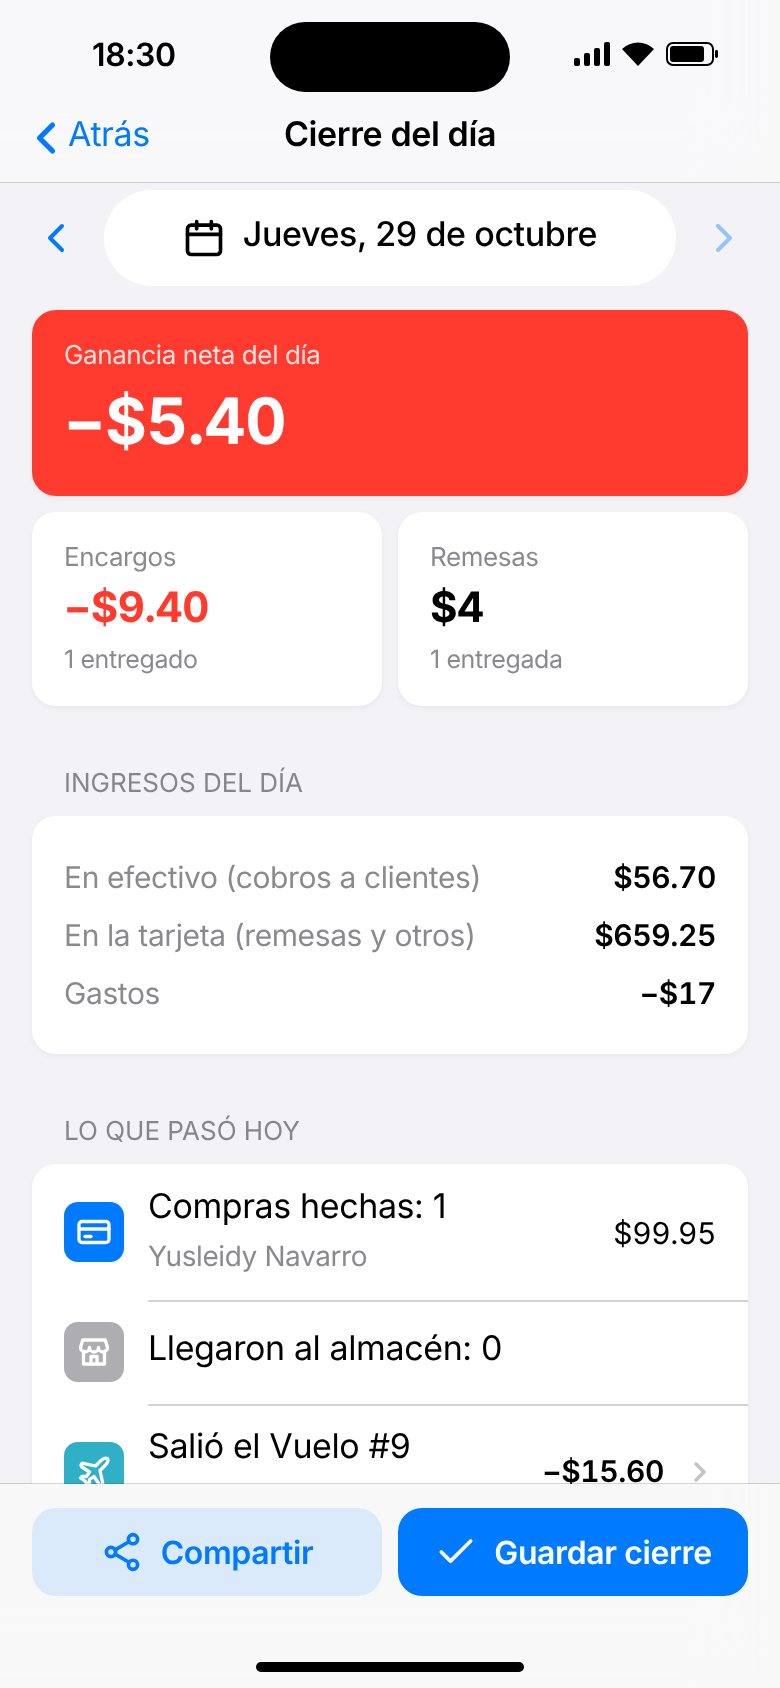 18:30
Atrás
Cierre del día
Jueves, 29 de octubre
Ganancia neta del día
−$5.40
Encargos
−$9.40
1 entregado
Remesas
$4
1 entregada
INGRESOS DEL DÍA
En efectivo (cobros a clientes) $56.70
En la tarjeta (remesas y otros) $659.25
Gastos −$17
LO QUE PASÓ HOY
Compras hechas: 1
Yusleidy Navarro
$99.95
Llegaron al almacén: 0
Salió el Vuelo #9
−$15.60
Compartir
Guardar cierre